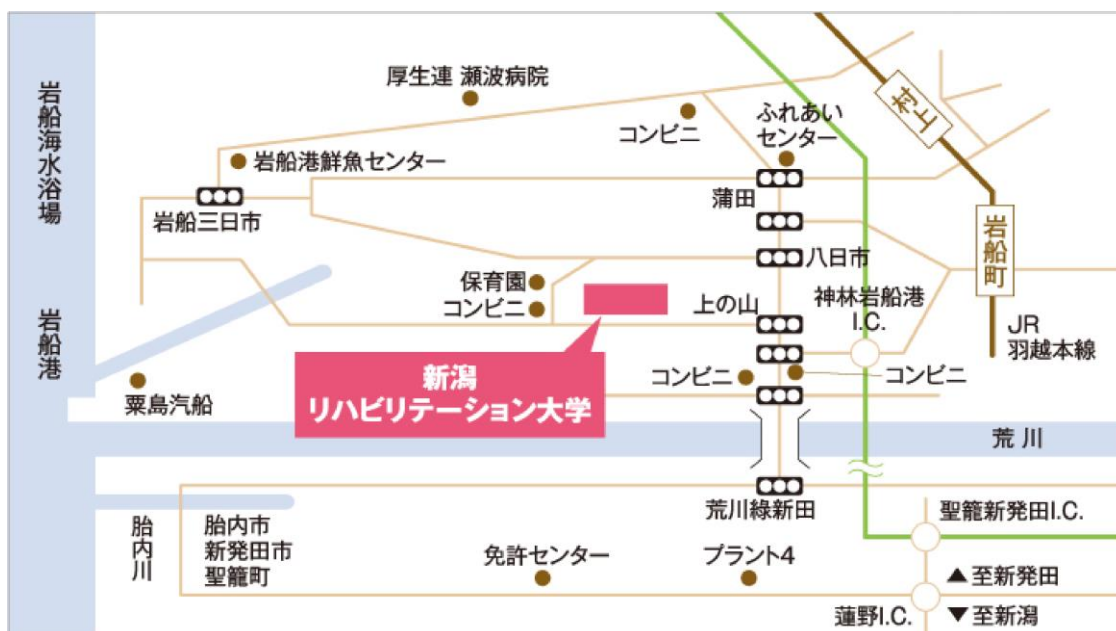 厚生連 瀬波病院
コンビニ
ふれあい
センター
村上
岩船海水浴場
岩船港鮮魚センター
岩船三日市
蒲田
岩船町
八日市
保育園
コンビニ
上の山
神林岩船港
I.C.
岩船港
JR
羽越本線
新潟
リハビリテーション大学
コンビニ
コンビニ
粟島汽船
荒川
荒川緑新田
聖籠新発田I.C.
胎内川
胎内市
新発田市
聖籠町
免許センター
プラント4
▲至新発田
蓮野I.C.
▼至新潟